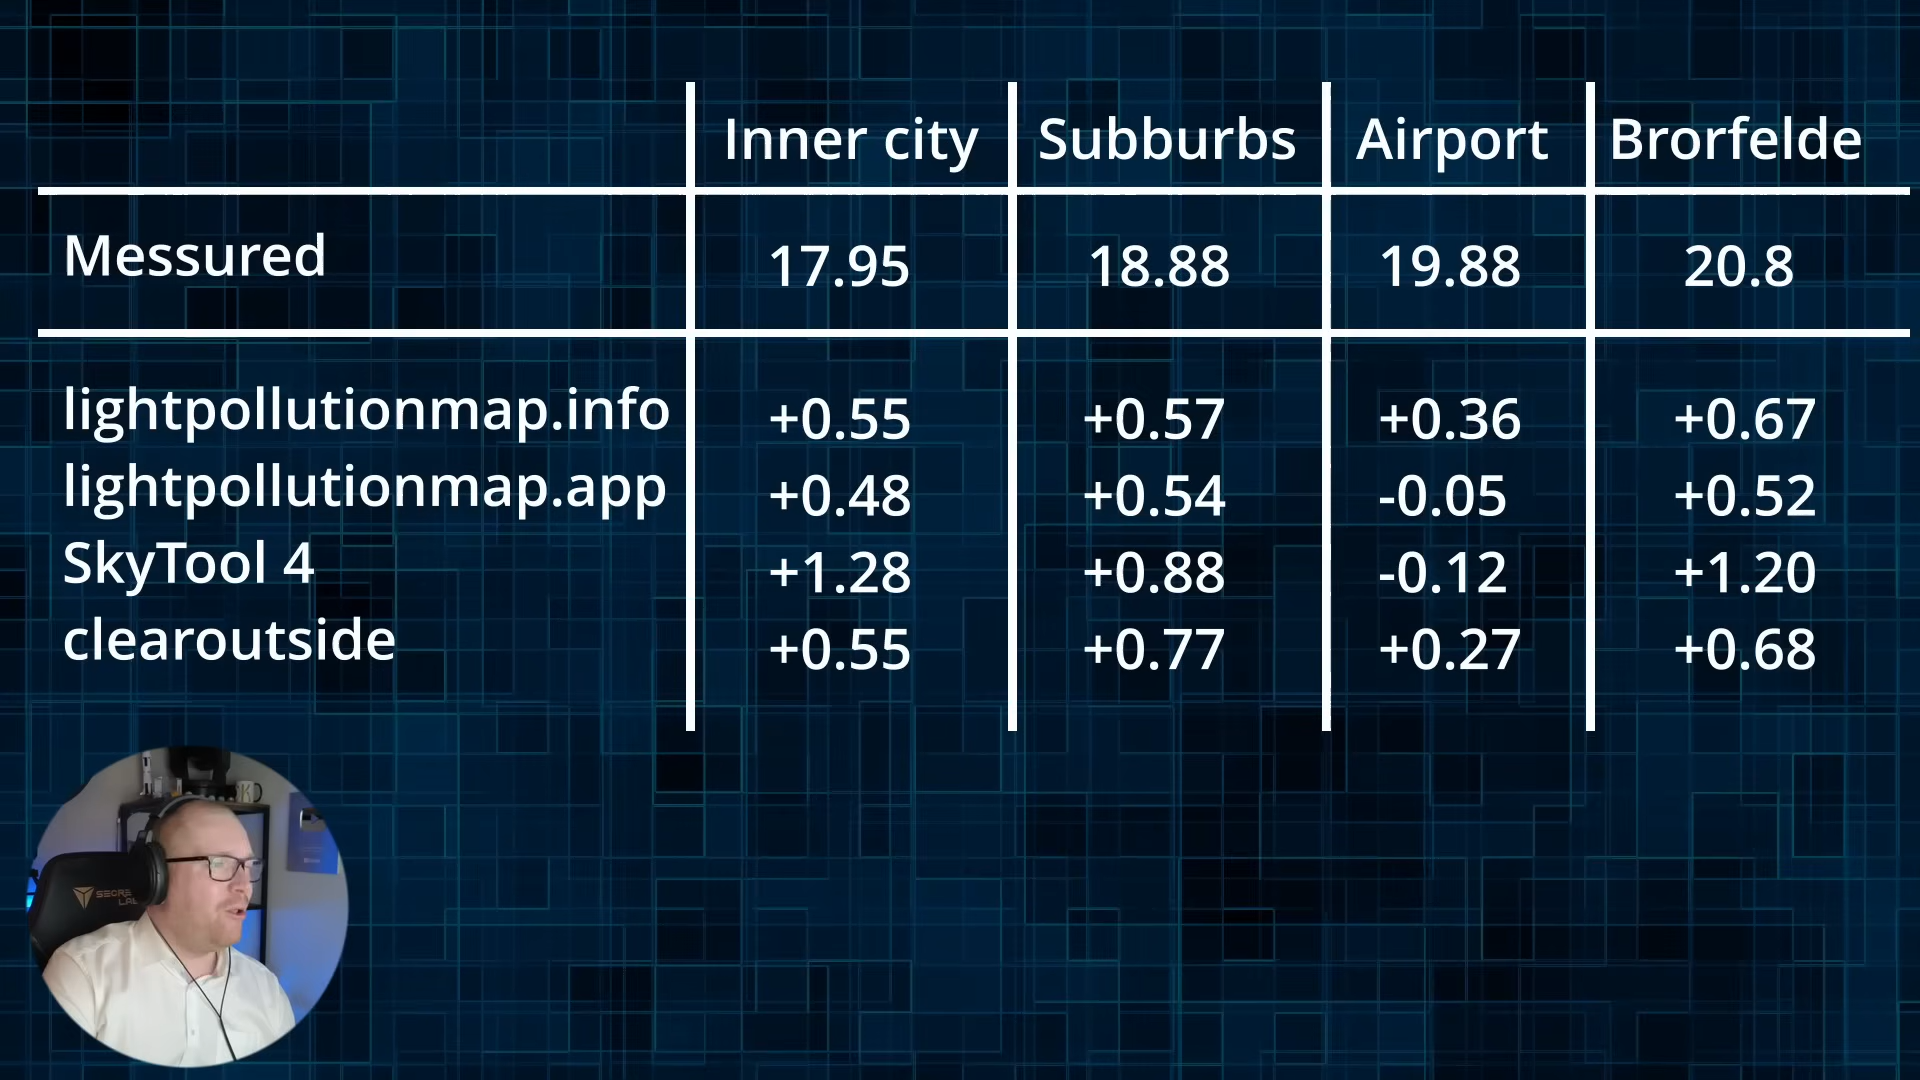 Inner city Subburbs Airport Brorfelde
Messured 17.95 18.88 19.88 20.8
lightpollutionmap.info +0.55 +0.57 +0.36 +0.67
lightpollutionmap.app +0.48 +0.54 -0.05 +0.52
SkyTool 4 +1.28 +0.88 -0.12 +1.20
clearoutside +0.55 +0.77 +0.27 +0.68
SECRE
LAB